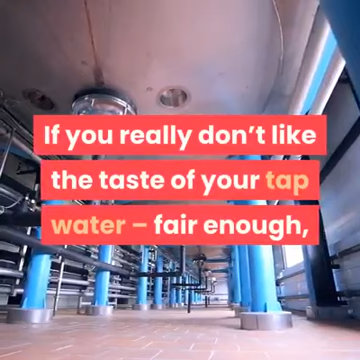 If you really don’t like
the taste of your tap
water – fair enough,